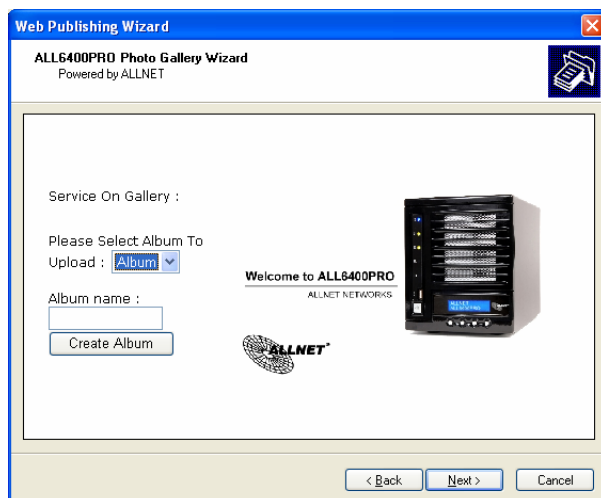 Web Publishing Wizard
ALL6400PRO Photo Gallery Wizard
Powered by ALLNET
Service On Gallery :
Please Select Album To
Upload : Album
Album name :
Create Album
Welcome to ALL6400PRO
ALLNET NETWORKS
ALLNET
< Back
Next >
Cancel